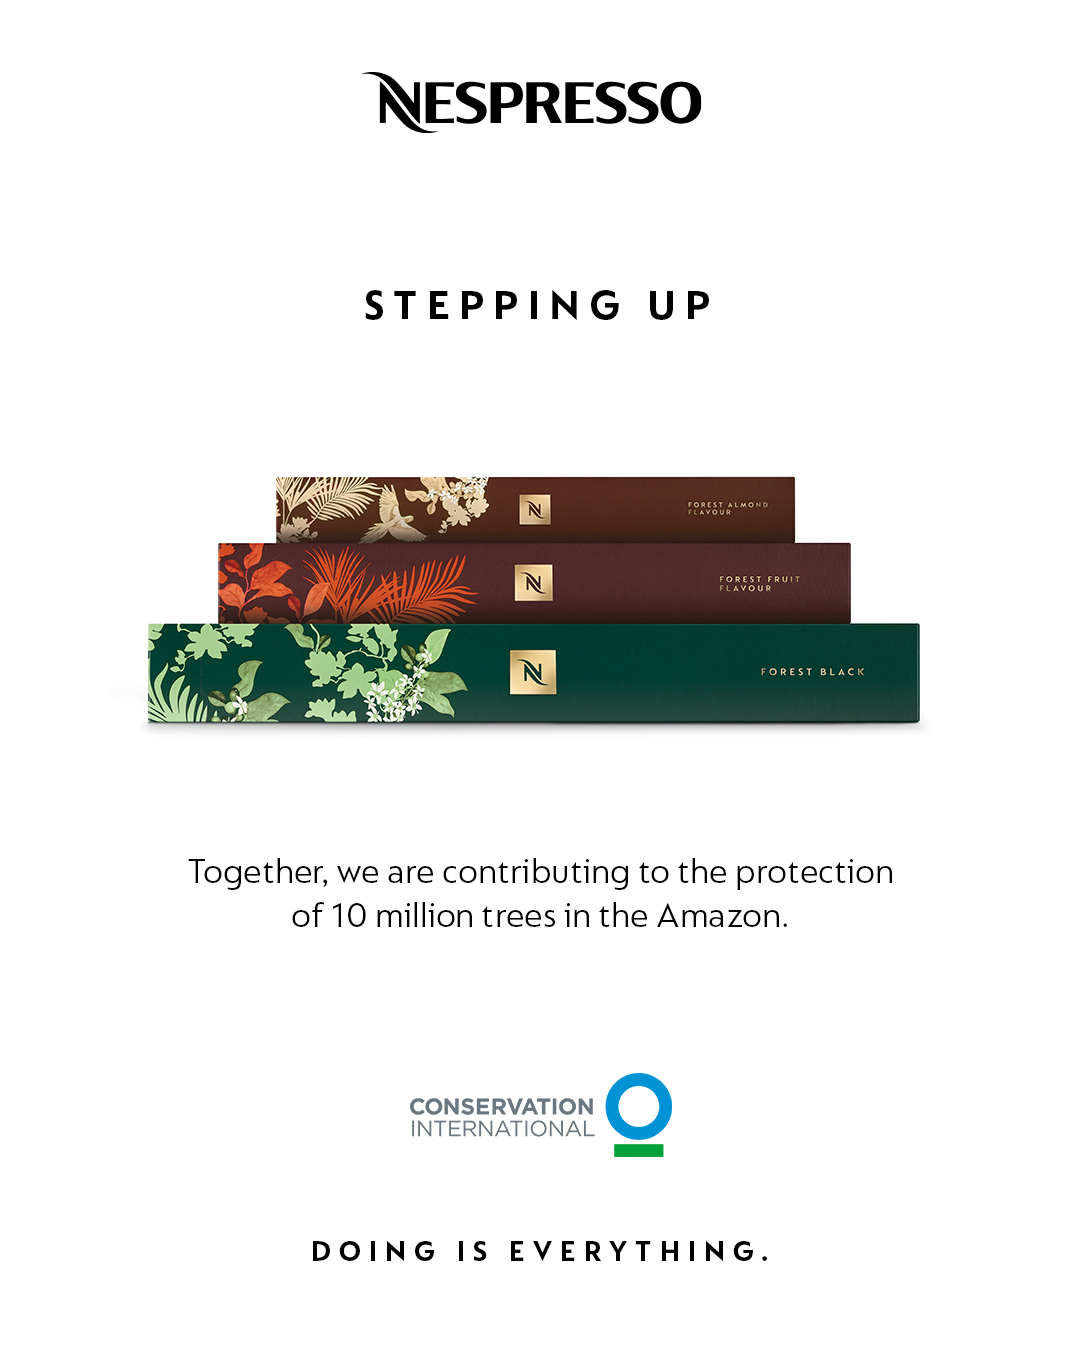 NESPRESSO
STEPPING UP
N
FOREST ALMOND
FLAVOUR
N
FOREST FRUIT
FLAVOUR
N
FOREST BLACK
Together, we are contributing to the protection
of 10 million trees in the Amazon.
CONSERVATION
INTERNATIONAL
DOING IS EVERYTHING.